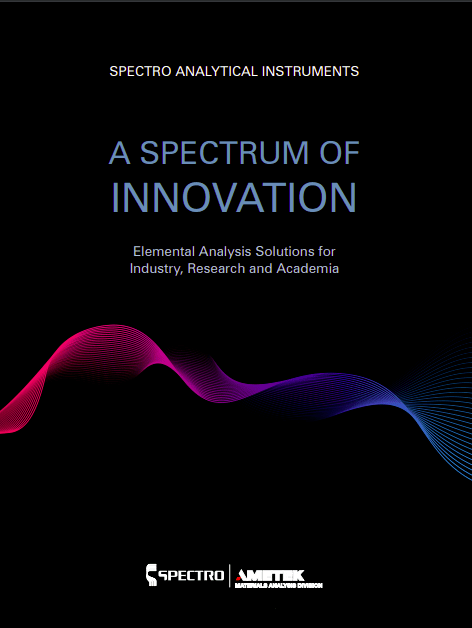 SPECTRO ANALYTICAL INSTRUMENTS
A SPECTRUM OF
INNOVATION
Elemental Analysis Solutions for
Industry, Research and Academia
SPECTRO AMETEK
MATERIALS ANALYSIS DIVISION